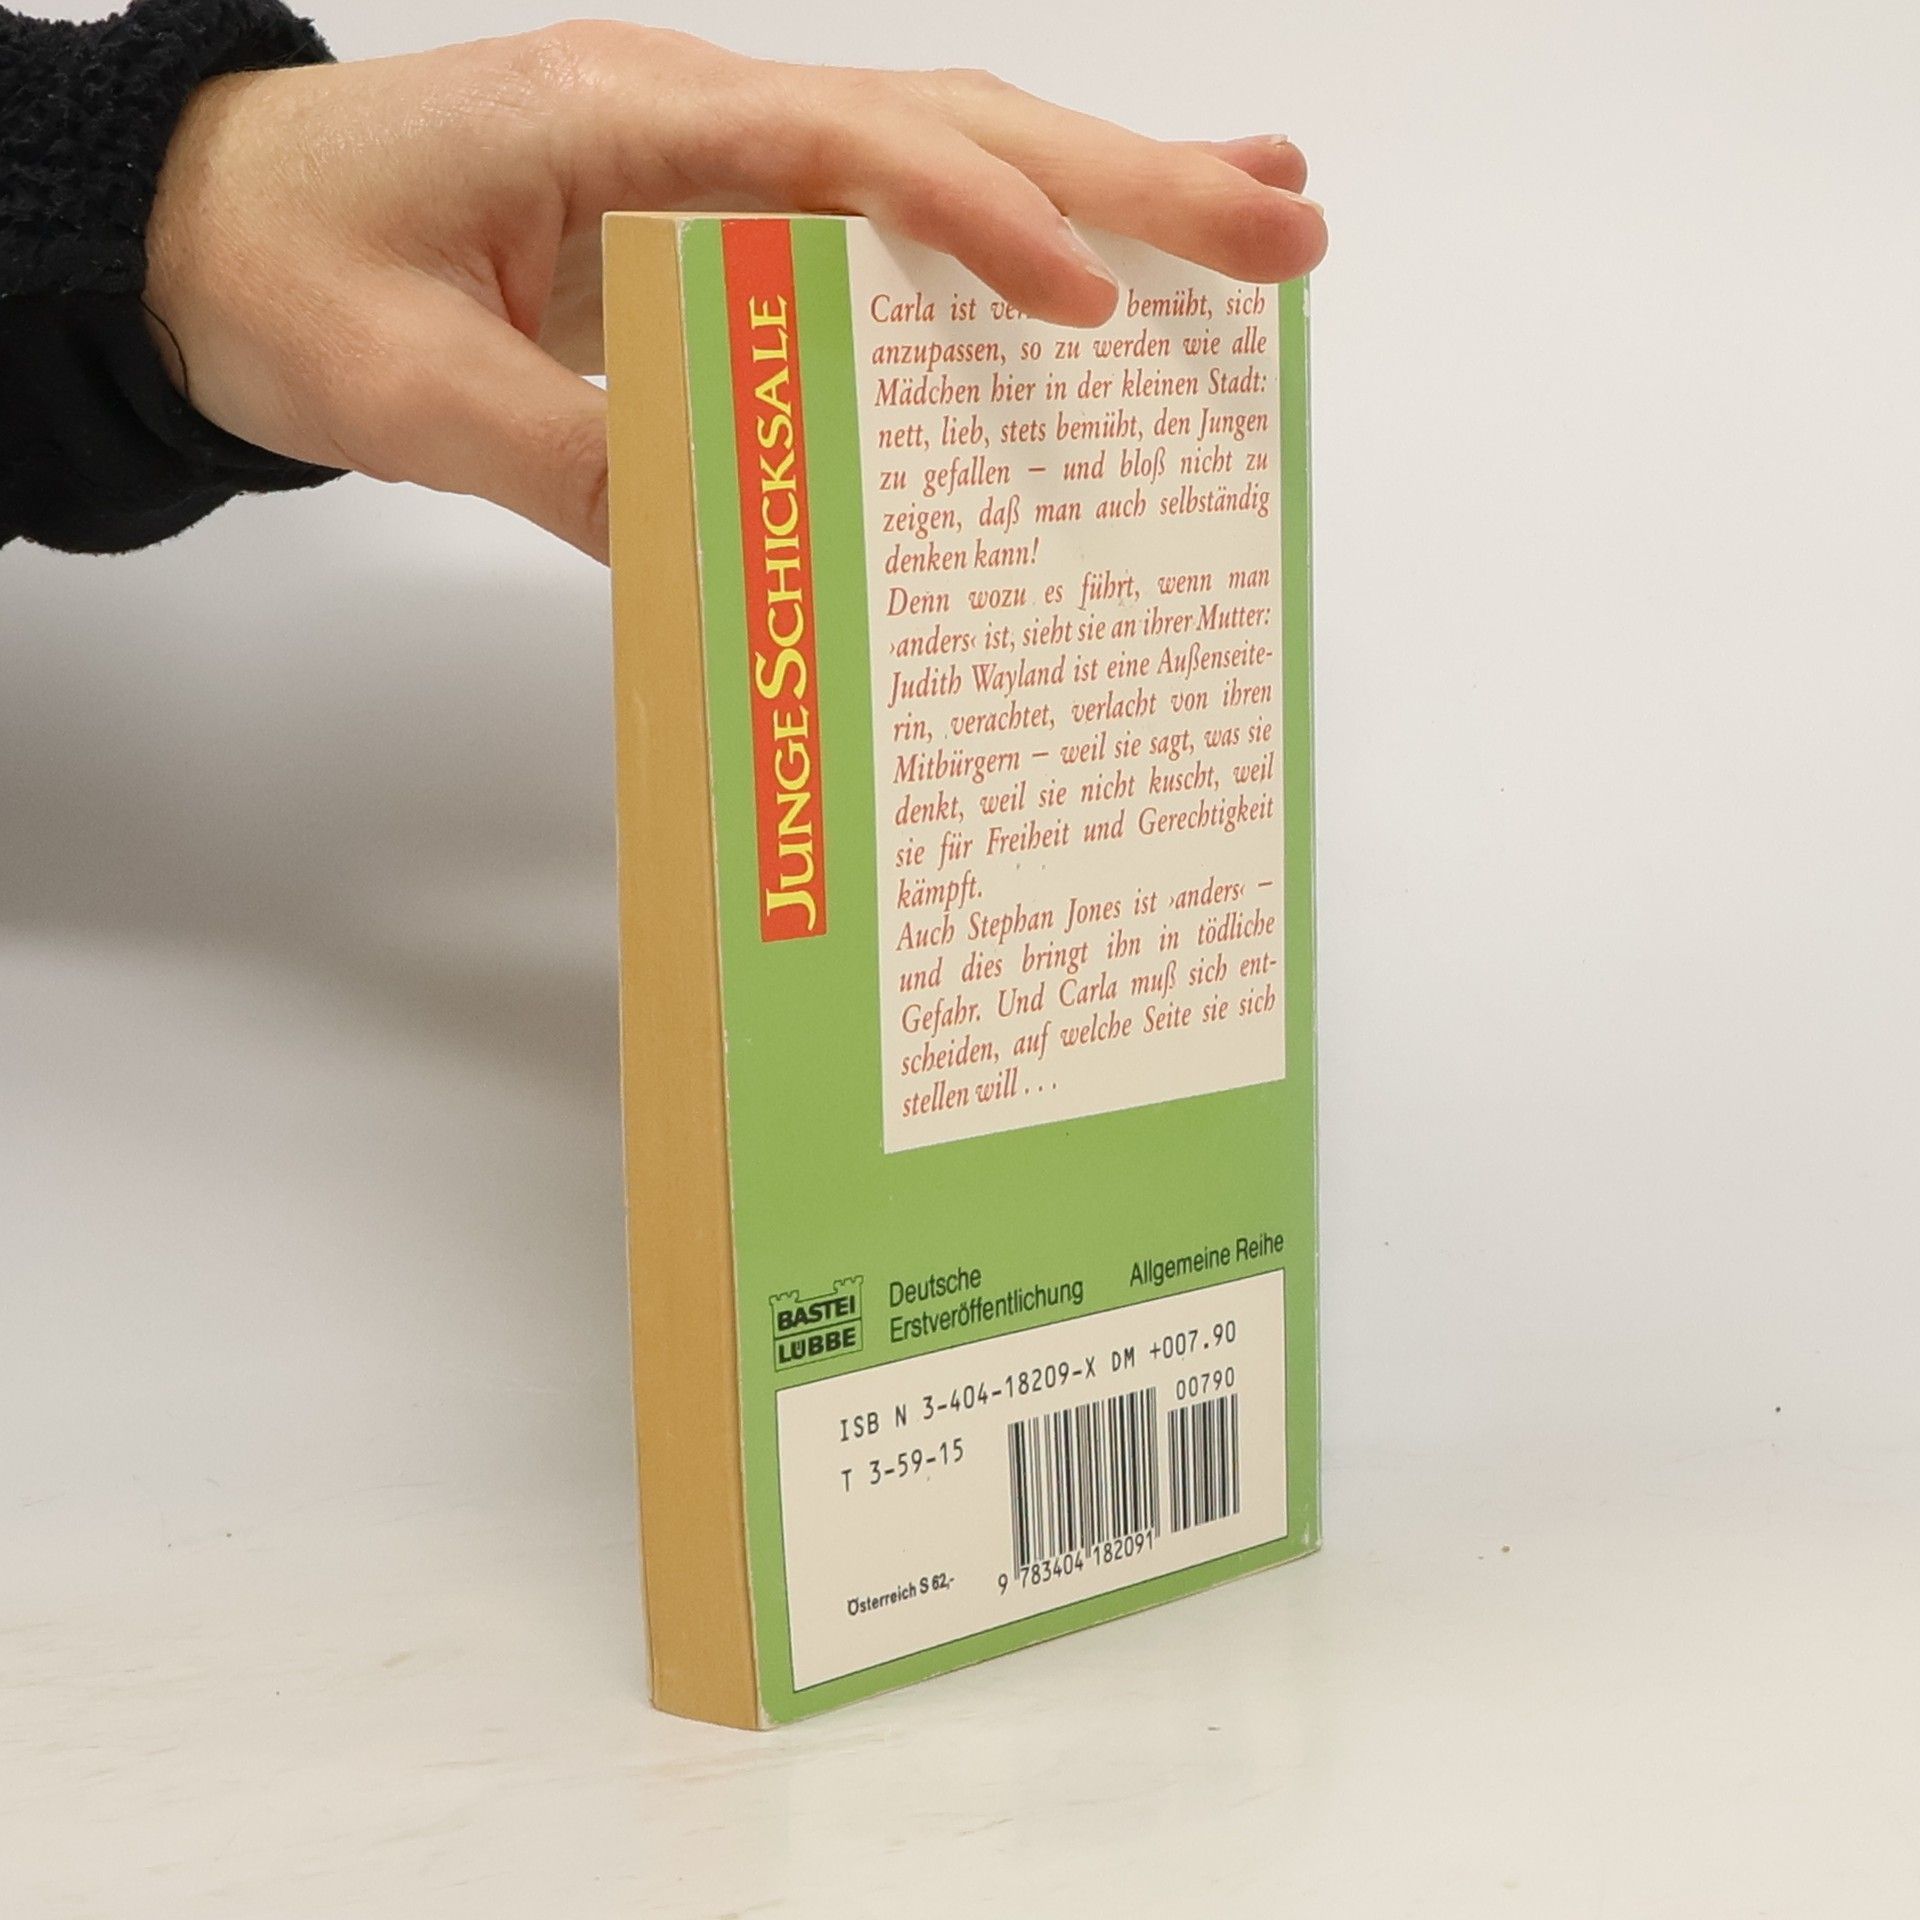 JUNGE SCHICKSALE
Carla ist bemüht, sich
anzupassen, so zu werden wie alle
Mädchen hier in der kleinen Stadt:
nett, lieb, stets bemüht, den Jungen
zu gefallen – und bloß nicht zu
zeigen, daß man auch selbständig
denken kann!
Denn wozu es führt, wenn man
›anders‹ ist, sieht sie an ihrer Mutter:
Judith Wayland ist eine Außenseite-
rin, verachtet, verlacht von ihren
Mitbürgern – weil sie sagt, was sie
denkt, weil sie nicht kuscht, weil
sie für Freiheit und Gerechtigkeit
kämpft.
Auch Stephan Jones ist ›anders‹ –
und dies bringt ihn in tödliche
Gefahr. Und Carla muß sich ent-
scheiden, auf welche Seite sie sich
stellen will . . .
BASTEI
LÜBBE
Deutsche
Erstveröffentlichung
Allgemeine Reihe
ISB N 3-404-18209-X DM +007.90
00790
T 3-59-15
Österreich S 62,-
9 783404 182091